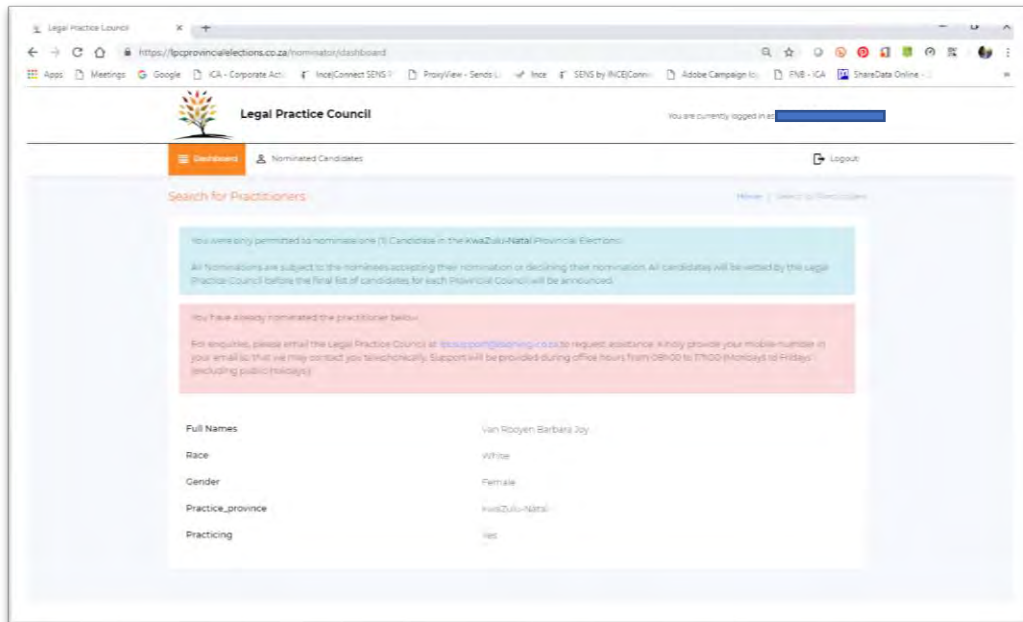 Legal Practice Council
https://lpcprovincialelections.co.za/nominator/dashboard
Apps Meetings Google ICA - Corporate Acti Ince|Connect SENS ProxyView - Sends L Ince SENS by INCE|Conn Adobe Campaign lo FNB - ICA ShareData Online -
Legal Practice Council
You are currently logged in as
Dashboard Nominated Candidates Logout
Search for Practitioners Home | Search for Practitioners
You were only permitted to nominate one (1) Candidate in the KwaZulu-Natal Provincial Elections.
All Nominations are subject to the nominees accepting their nomination or declining their nomination. All candidates will be vetted by the Legal
Practice Council before the final list of candidates for each Provincial Council will be announced.
You have already nominated the practitioner below.
For enquiries, please email the Legal Practice Council at to request assistance. Kindly provide your mobile-number in
your email so that we may contact you telephonically. Support will be provided during office hours from 08h00 to 17h00 (Mondays to Fridays
(excluding public holidays)
Full Names Van Rooyen Barbara Joy
Race White
Gender Female
Practice_province KwaZulu-Natal
Practicing Yes